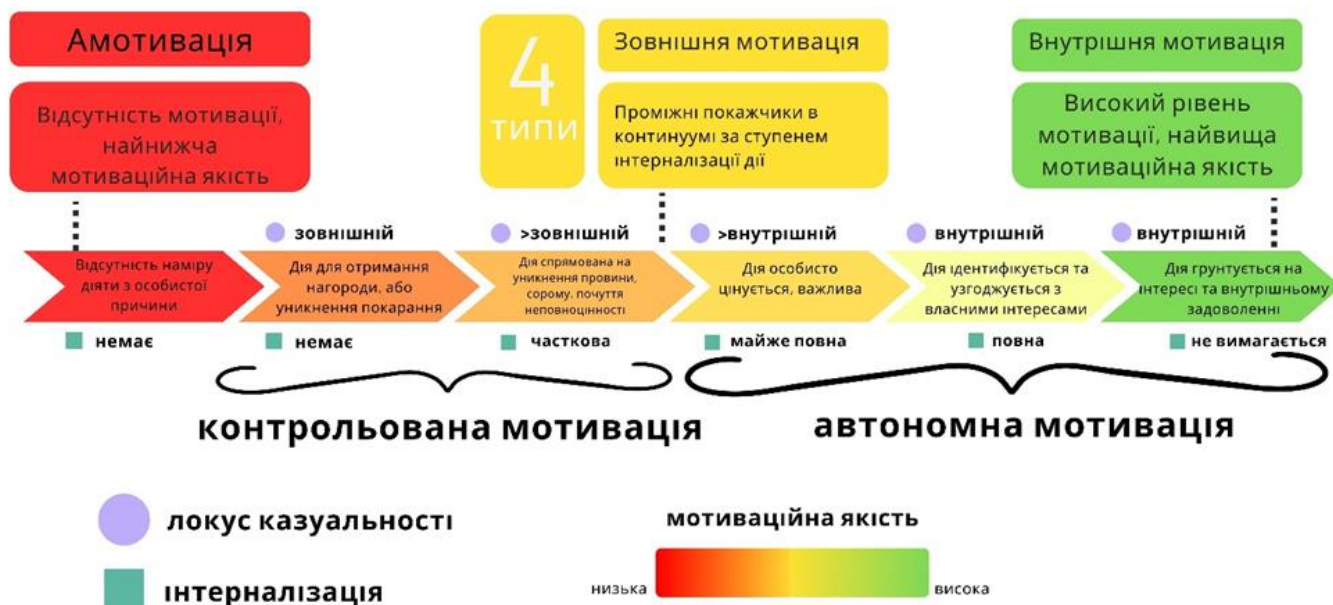 Амотивація
Відсутність мотивації,
найнижча
мотиваційна якість
4
типи
Зовнішня мотивація
Проміжні покажчики в
континуумі за ступенем
інтерналізації дії
Внутрішня мотивація
Високий рівень
мотивації, найвища
мотиваційна якість
зовнішній
>зовнішній
>внутрішній
внутрішній
внутрішній
Відсутність наміру
діяти з особистої
причини
Дія для отримання
нагороди, або
уникнення покарання
Дія спрямована на
уникнення провини,
сорому, почуття
неповноцінності
Дія особисто
цінується, важлива
Дія ідентифікується та
узгоджується з
власними інтересами
Дія грунтується на
інтересі та внутрішньому
задоволенні
немає
немає
часткова
майже повна
повна
не вимагається
контрольована мотивація
автономна мотивація
локус казуальності
інтерналізація
мотиваційна якість
низька
висока